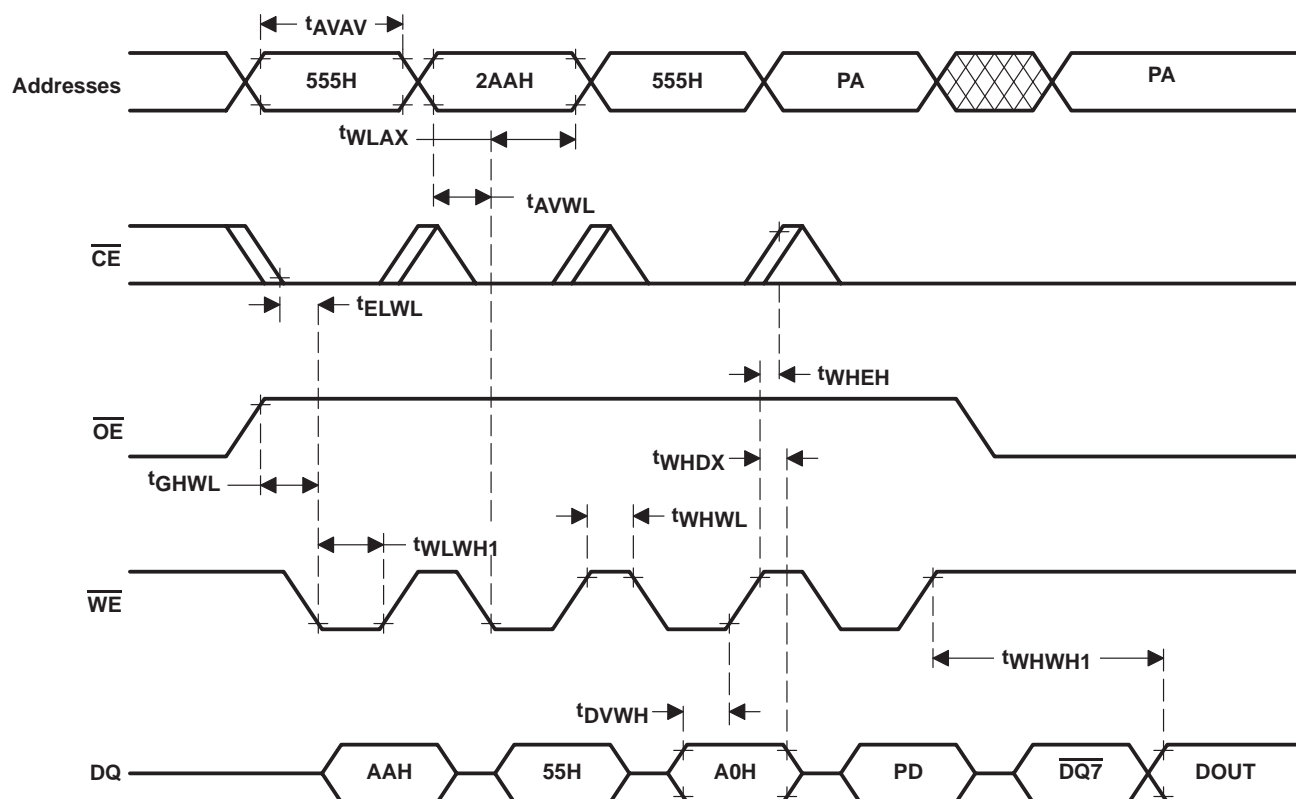 tAVAV
Addresses 555H 2AAH 555H PA PA
tWLAX
tAVWL
CE
tELWL
tWHEH
OE
tWHDX
tGHWL
tWHWL
tWLWH1
WE
tWHWH1
tDVWH
DQ AAH 55H A0H PD DQ7 DOUT